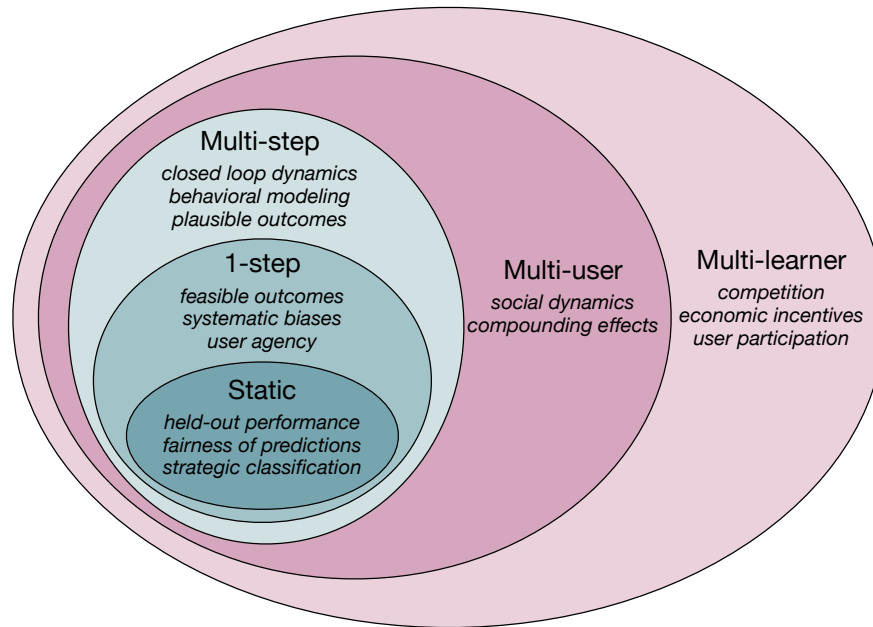 Multi-step
closed loop dynamics
behavioral modeling
plausible outcomes
1-step
feasible outcomes
systematic biases
user agency
Static
held-out performance
fairness of predictions
strategic classification
Multi-user
social dynamics
compounding effects
Multi-learner
competition
economic incentives
user participation